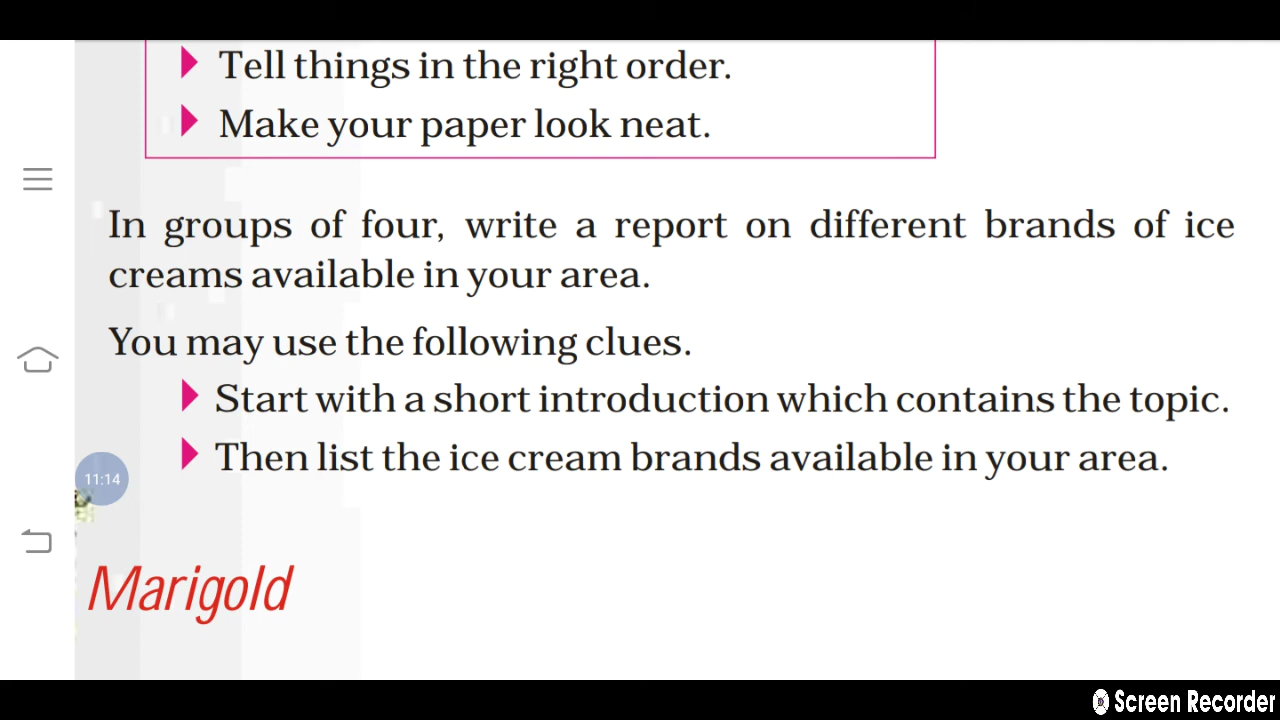 Tell things in the right order.
Make your paper look neat.
In groups of four, write a report on different brands of ice
creams available in your area.
You may use the following clues.
Start with a short introduction which contains the topic.
Then list the ice cream brands available in your area.
11:14
Marigold
Screen Recorder